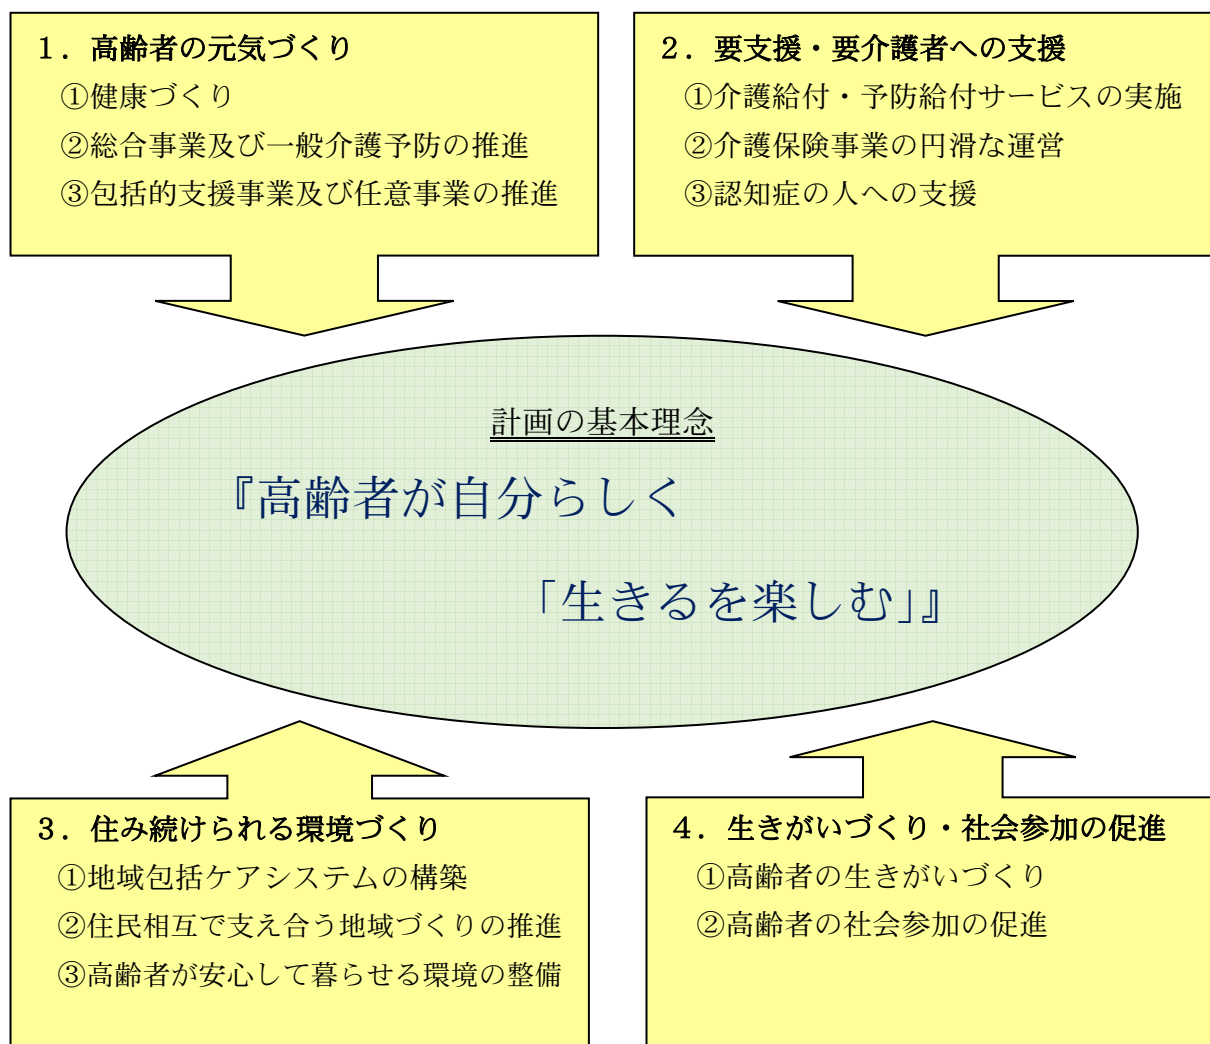 １．高齢者の元気づくり
①健康づくり
②総合事業及び一般介護予防の推進
③包括的支援事業及び任意事業の推進
２．要支援・要介護者への支援
①介護給付・予防給付サービスの実施
②介護保険事業の円滑な運営
③認知症の人への支援
計画の基本理念
『高齢者が自分らしく
「生きるを楽しむ」』
３．住み続けられる環境づくり
①地域包括ケアシステムの構築
②住民相互で支え合う地域づくりの推進
③高齢者が安心して暮らせる環境の整備
４．生きがいづくり・社会参加の促進
①高齢者の生きがいづくり
②高齢者の社会参加の促進